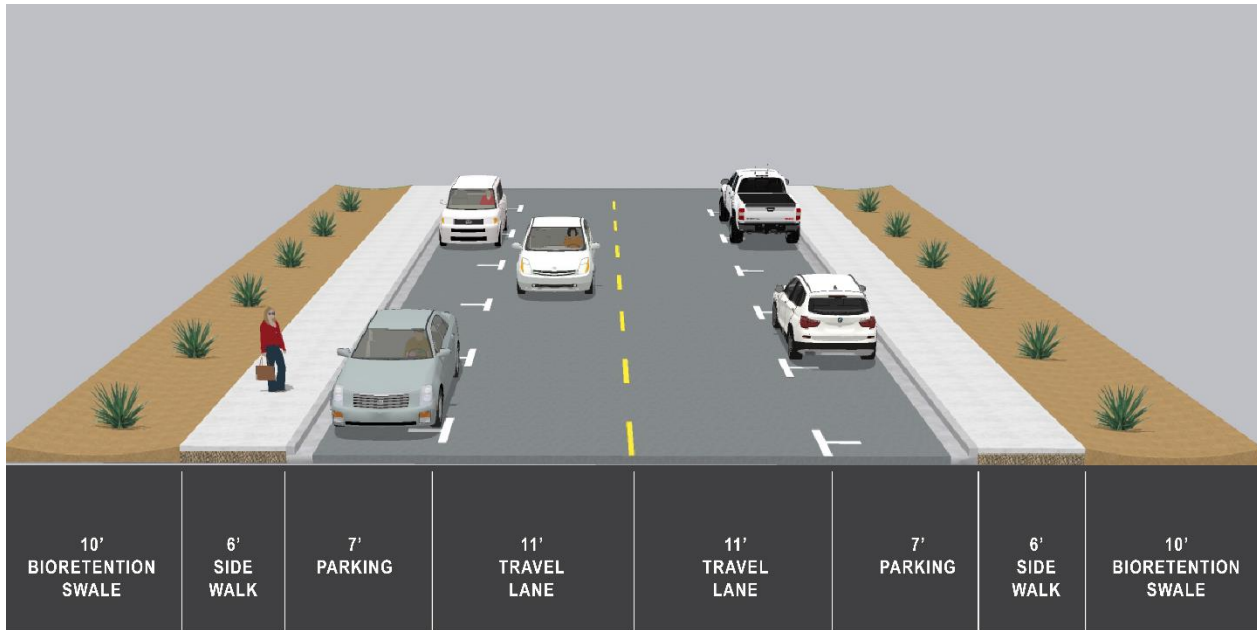 10’
BIORETENTION
SWALE
6’
SIDE
WALK
7’
PARKING
11’
TRAVEL
LANE
11’
TRAVEL
LANE
7’
PARKING
6’
SIDE
WALK
10’
BIORETENTION
SWALE